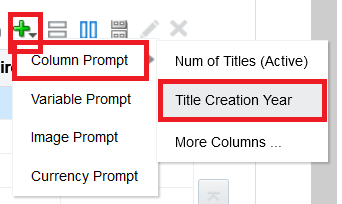 Column Prompt
Num of Titles (Active)
Variable Prompt
Title Creation Year
Image Prompt
More Columns ...
Currency Prompt